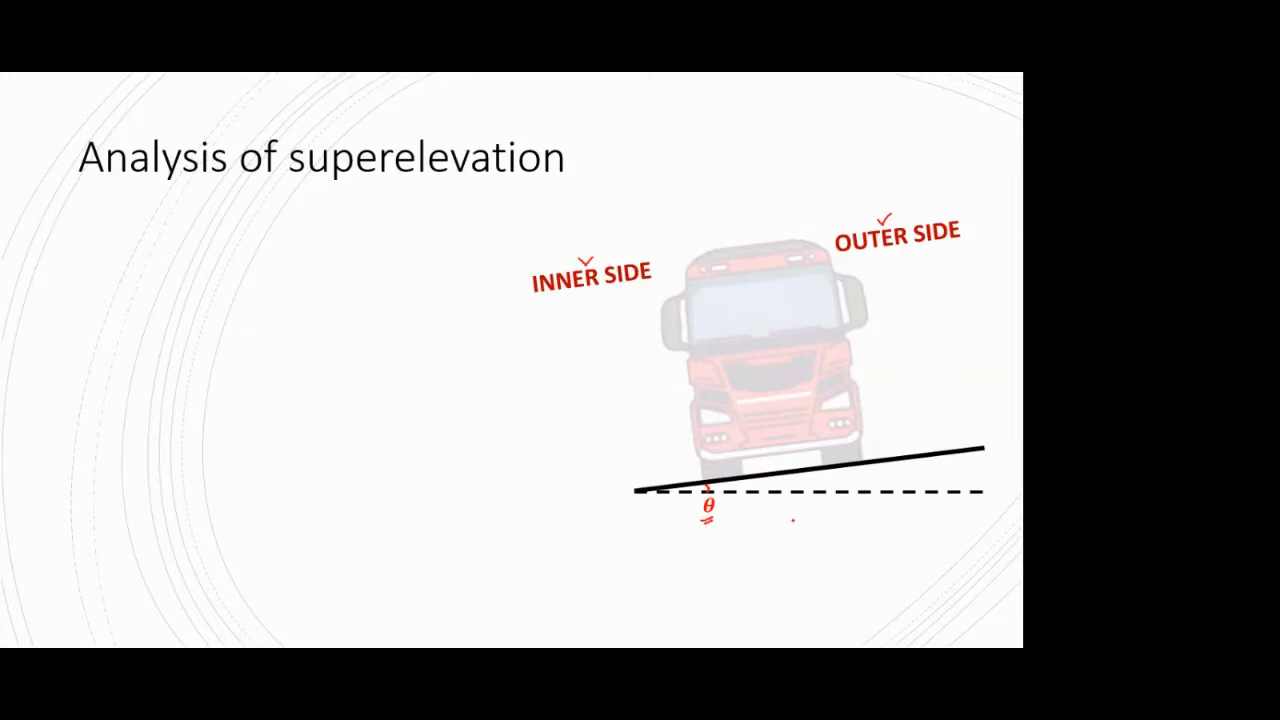 Analysis of superelevation
OUTER SIDE
INNER SIDE
θ